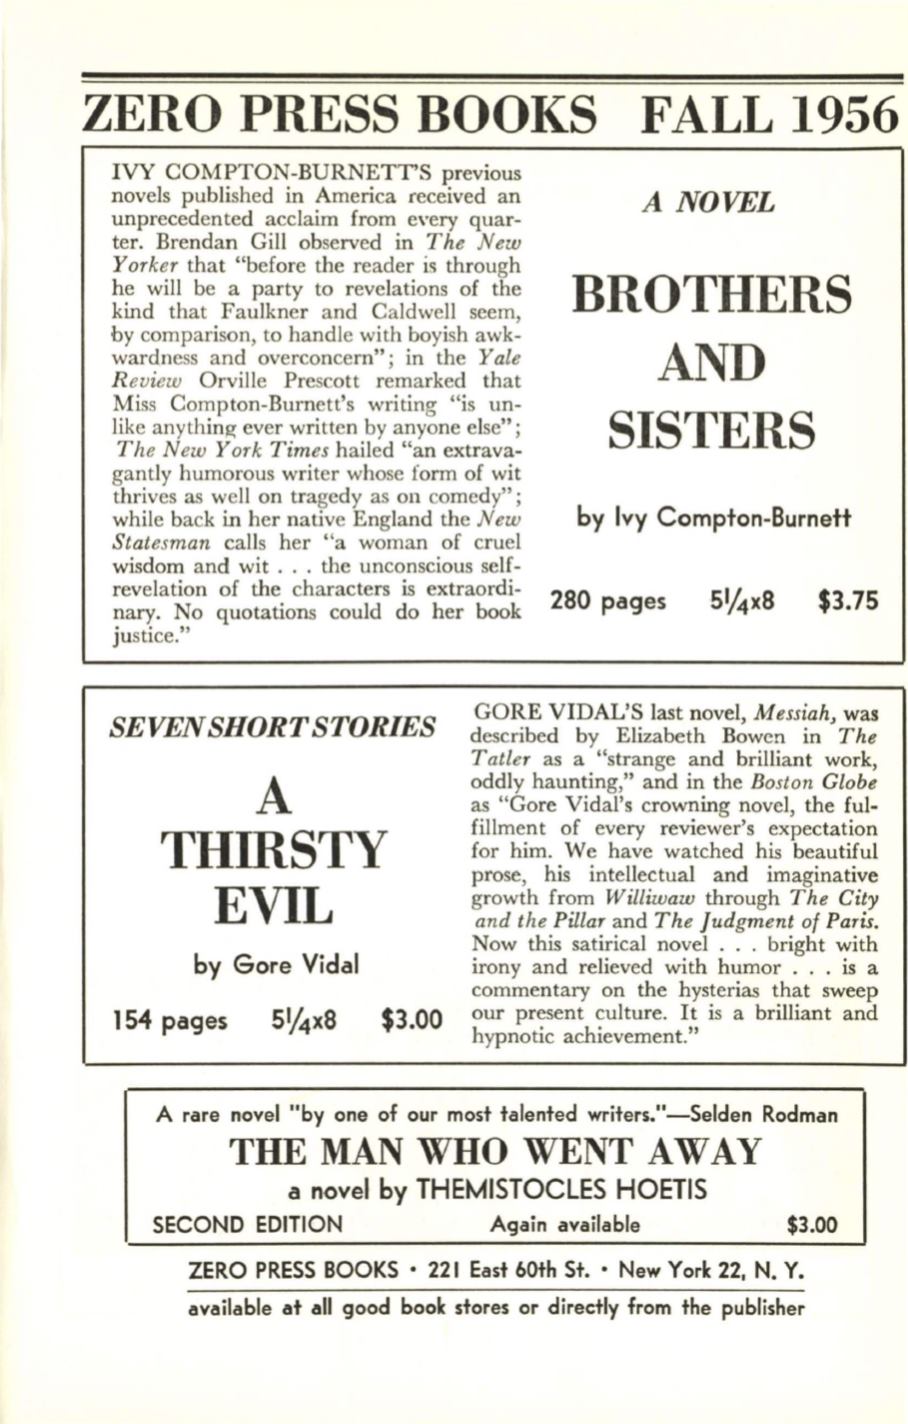 ZERO PRESS BOOKS FALL 1956
IVY COMPTON-BURNETT'S previous
novels published in America received an
unprecedented acclaim from every quar-
ter. Brendan Gill observed in The New
Yorker that “before the reader is through
he will be a party to revelations of the
kind that Faulkner and Caldwell seem,
by comparison, to handle with boyish awk-
wardness and overconcern”; in the Yale
Review Orville Prescott remarked that
Miss Compton-Burnett's writing “is un-
like anything ever written by anyone else”;
The New York Times hailed “an extrava-
gantly humorous writer whose form of wit
thrives as well on tragedy as on comedy”;
while back in her native England the New
Statesman calls her “a woman of cruel
wisdom and wit . . . the unconscious self-
revelation of the characters is extraordi-
nary. No quotations could do her book
justice.”
A NOVEL
BROTHERS
AND
SISTERS
by Ivy Compton-Burnett
280 pages 5¼x8 $3.75
SEVEN SHORT STORIES
A
THIRSTY
EVIL
by Gore Vidal
154 pages 5¼x8 $3.00
GORE VIDAL'S last novel, Messiah, was
described by Elizabeth Bowen in The
Tatler as a “strange and brilliant work,
oddly haunting,” and in the Boston Globe
as “Gore Vidal's crowning novel, the ful-
fillment of every reviewer's expectation
for him. We have watched his beautiful
prose, his intellectual and imaginative
growth from Williwaw through The City
and the Pillar and The Judgment of Paris.
Now this satirical novel . . . bright with
irony and relieved with humor . . . is a
commentary on the hysterias that sweep
our present culture. It is a brilliant and
hypnotic achievement.”
A rare novel "by one of our most talented writers."—Selden Rodman
THE MAN WHO WENT AWAY
a novel by THEMISTOCLES HOETIS
SECOND EDITION Again available $3.00
ZERO PRESS BOOKS • 221 East 60th St. • New York 22, N. Y.
available at all good book stores or directly from the publisher